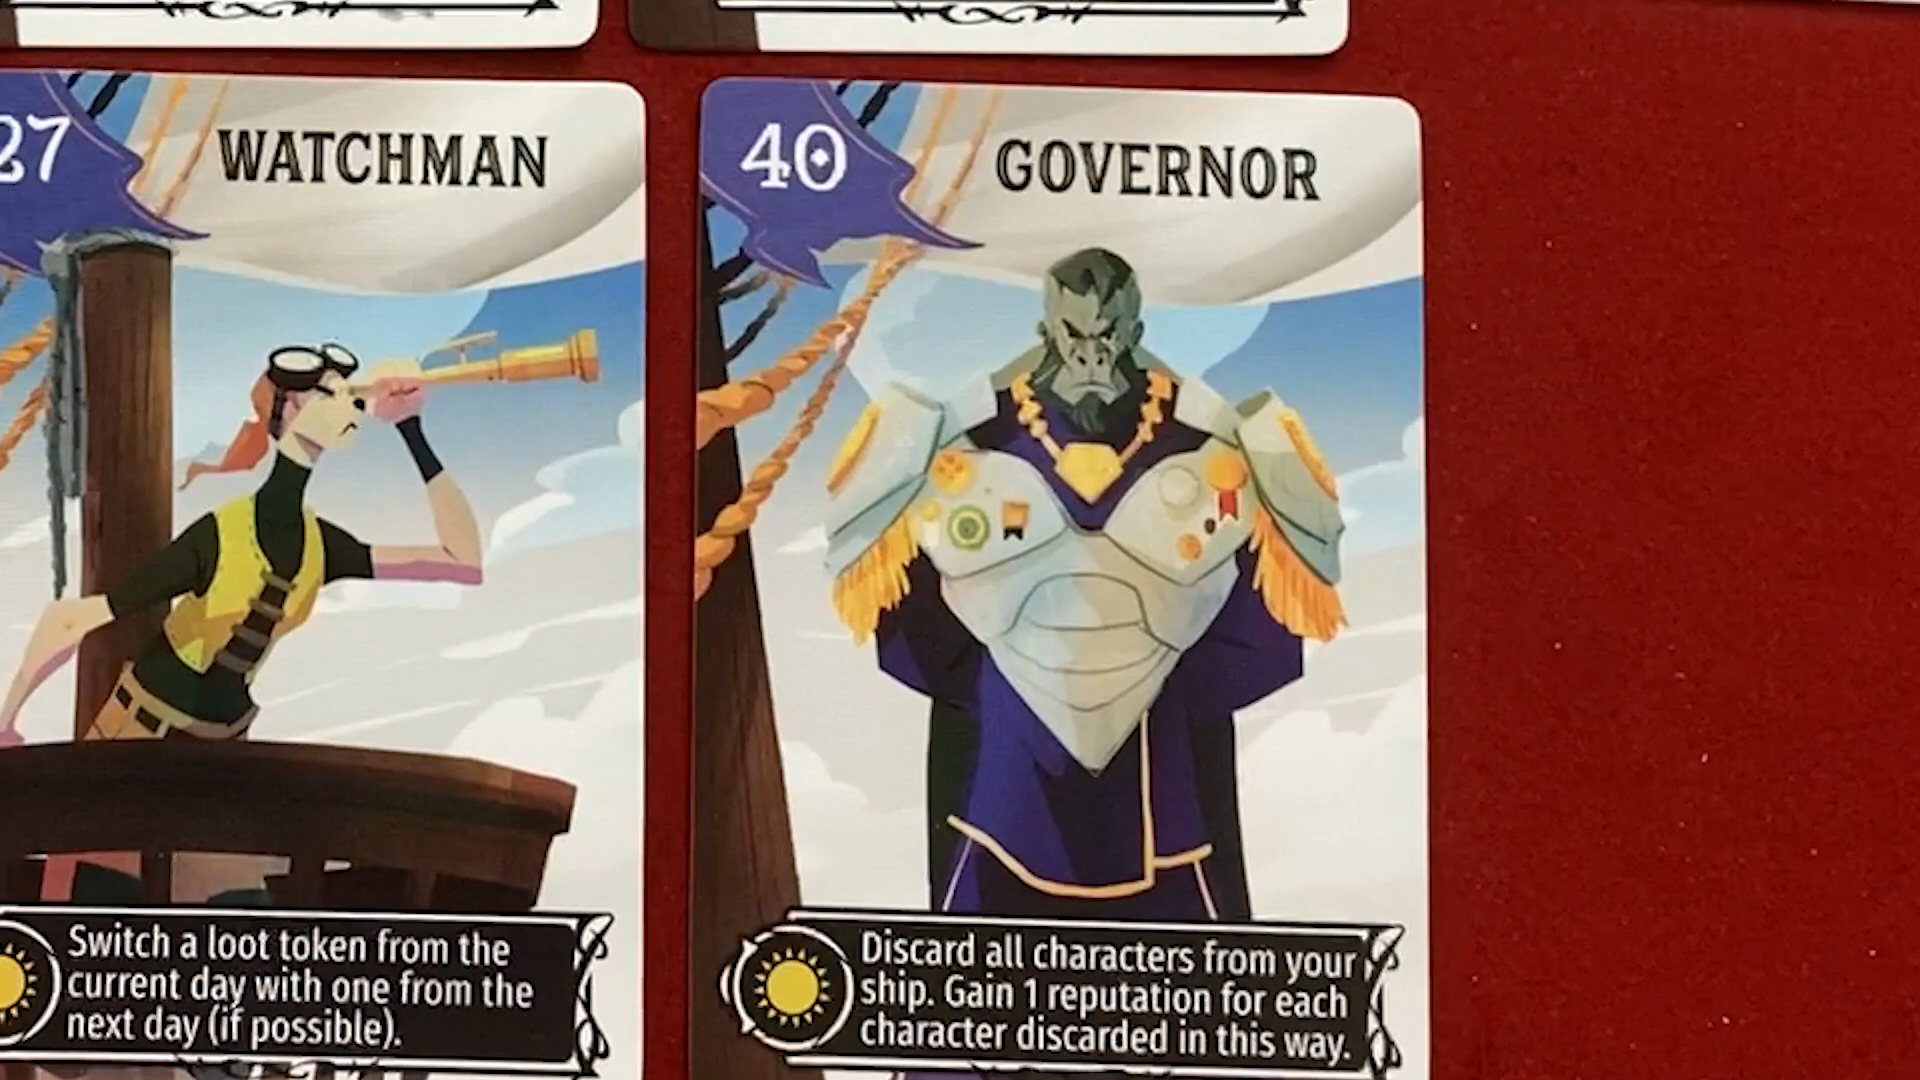 27
WATCHMAN
Switch a loot token from the
current day with one from the
next day (if possible).
40
GOVERNOR
Discard all characters from your
ship. Gain 1 reputation for each
character discarded in this way.